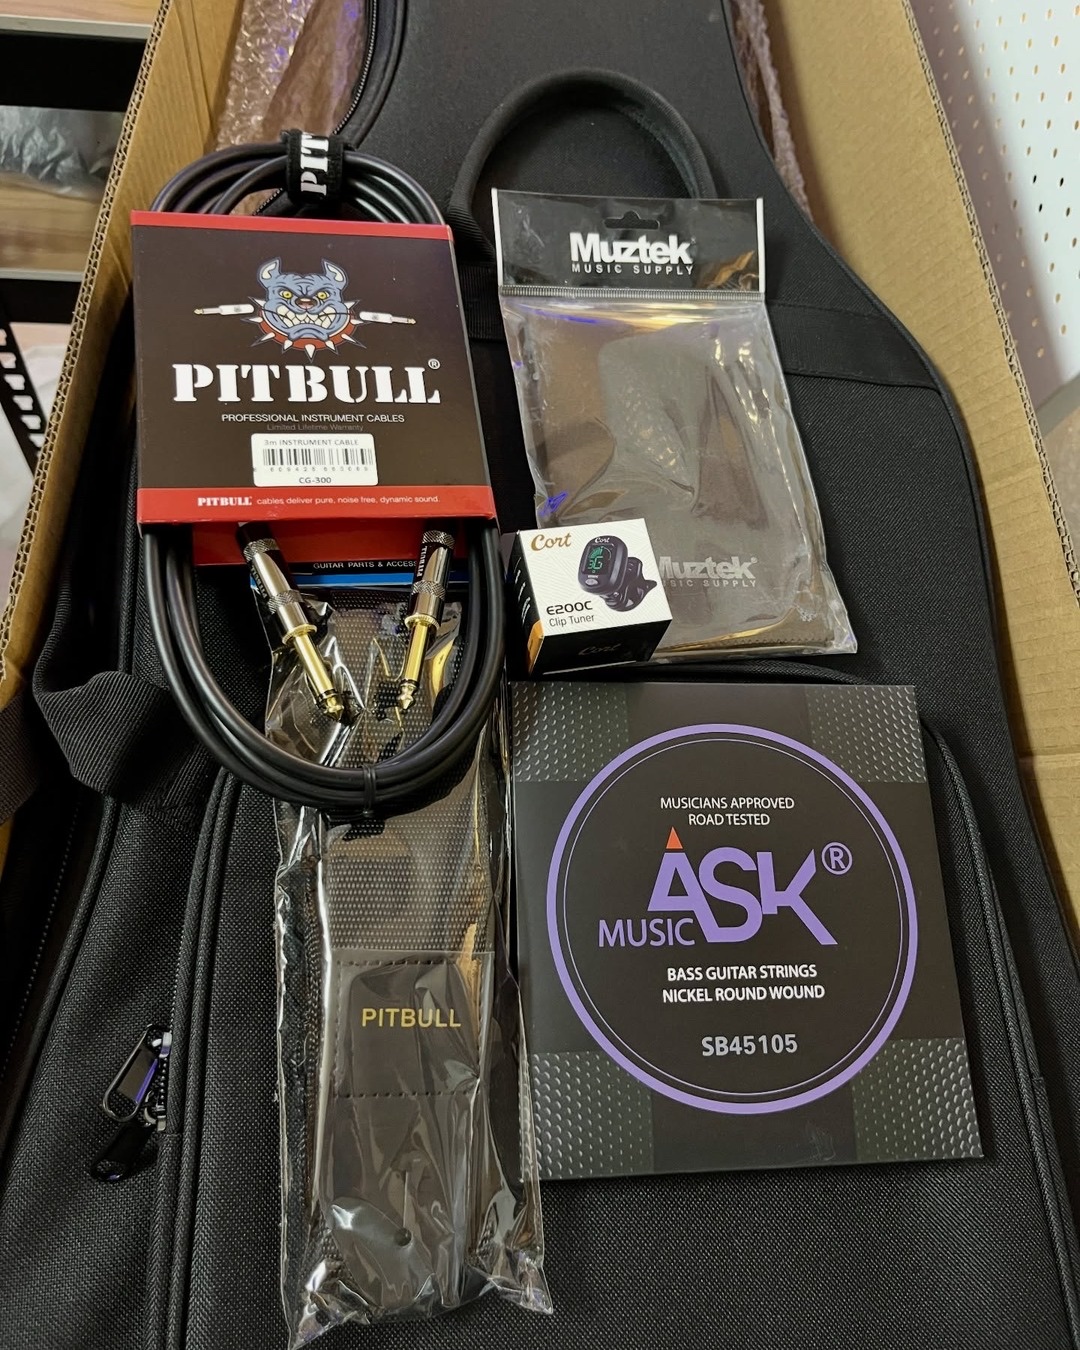 PIT
PITBULL®
PROFESSIONAL INSTRUMENT CABLES
Limited Lifetime Warranty
3m INSTRUMENT CABLE
CG-300
PITBULL cables deliver pure, noise free, dynamic sound.
GUITAR PARTS & ACCESS
Muztek
MUSIC SUPPLY
Cort
Cort
E200C
Clip Tuner
Cort
Muztek
MUSIC SUPPLY
PITBULL
MUSICIANS APPROVED
ROAD TESTED
MUSIC ASK®
BASS GUITAR STRINGS
NICKEL ROUND WOUND
SB45105